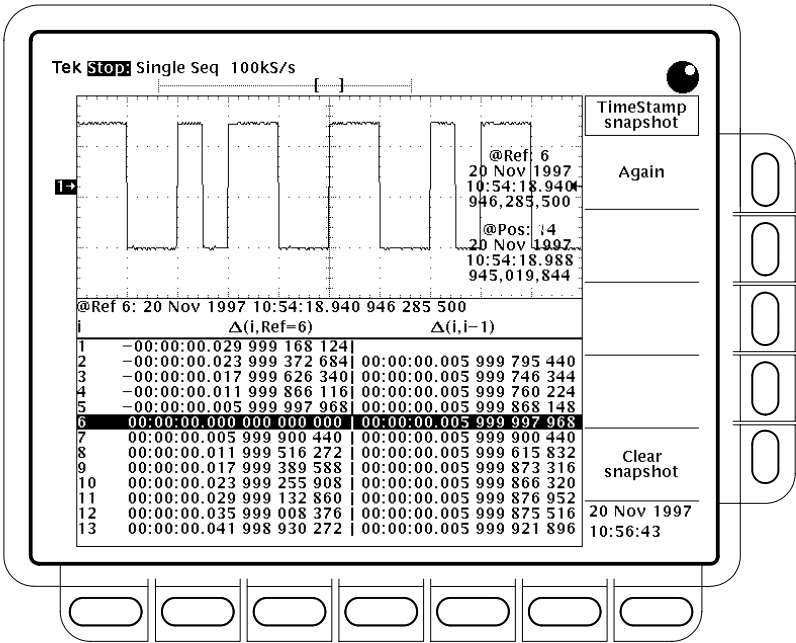 Tek Stop: Single Seq 100kS/s
[ ]
TimeStamp
snapshot
Again
1→
@Ref: 6
20 Nov 1997
10:54:18.940
946,285,500
@Pos: 14
20 Nov 1997
10:54:18.988
945,019,844
@Ref 6: 20 Nov 1997 10:54:18.940 946 285 500
i Δ(i,Ref=6) Δ(i,i−1)
1 −00:00:00.029 999 168 124|
2 −00:00:00.023 999 372 684| 00:00:00.005 999 795 440
3 −00:00:00.017 999 626 340| 00:00:00.005 999 746 344
4 −00:00:00.011 999 866 116| 00:00:00.005 999 760 224
5 −00:00:00.005 999 997 968| 00:00:00.005 999 868 148
6 00:00:00.000 000 000 000 | 00:00:00.005 999 997 968
7 00:00:00.005 999 900 440 | 00:00:00.005 999 900 440
8 00:00:00.011 999 516 272 | 00:00:00.005 999 615 832
9 00:00:00.017 999 389 588 | 00:00:00.005 999 873 316
10 00:00:00.023 999 255 908 | 00:00:00.005 999 866 320
11 00:00:00.029 999 132 860 | 00:00:00.005 999 876 952
12 00:00:00.035 999 008 376 | 00:00:00.005 999 875 516
13 00:00:00.041 998 930 272 | 00:00:00.005 999 921 896
Clear
snapshot
20 Nov 1997
10:56:43